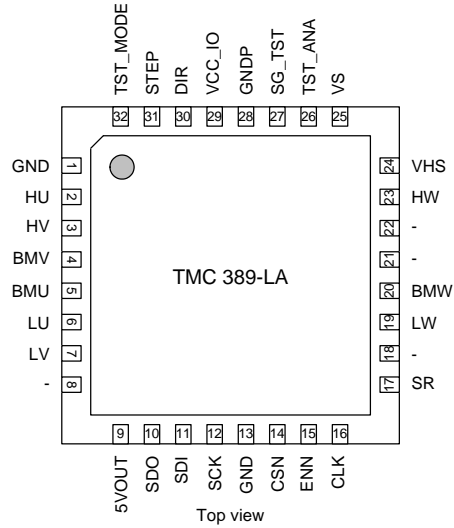 TST_MODE
STEP
DIR
VCC_IO
GNDP
SG_TST
TST_ANA
VS
32
31
30
29
28
27
26
25
GND 1
HU 2
HV 3
BMV 4
BMU 5
LU 6
LV 7
- 8
TMC 389-LA
24 VHS
23 HW
22 -
21 -
20 BMW
19 LW
18 -
17 SR
9
10
11
12
13
14
15
16
5VOUT
SDO
SDI
SCK
GND
CSN
ENN
CLK
Top view